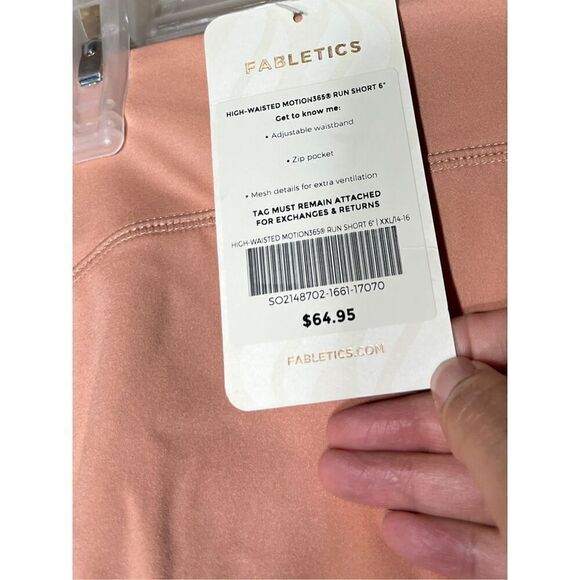 FABLETICS
HIGH-WAISTED MOTION365® RUN SHORT 6"
Get to know me:
• Adjustable waistband
• Zip pocket
• Mesh details for extra ventilation
TAG MUST REMAIN ATTACHED
FOR EXCHANGES & RETURNS
HIGH-WAISTED MOTION365® RUN SHORT 6" | XXL/14-16
SO2148702-1661-17070
$64.95
FABLETICS.COM